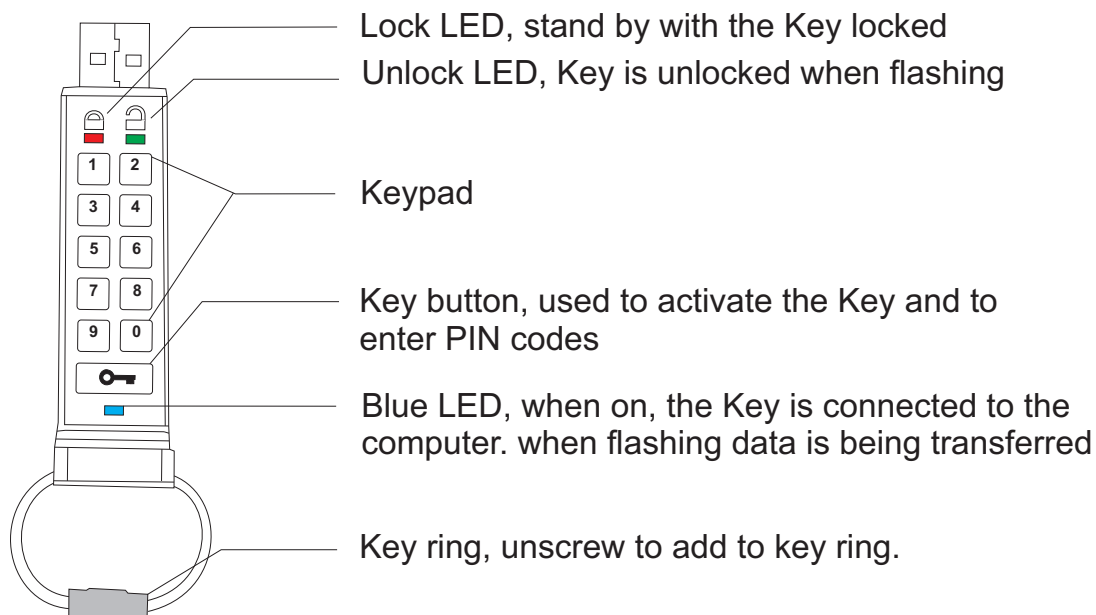 Lock LED, stand by with the Key locked
Unlock LED, Key is unlocked when flashing
1 2
3 4
5 6
7 8
9 0
Keypad
Key button, used to activate the Key and to
enter PIN codes
Blue LED, when on, the Key is connected to the
computer. when flashing data is being transferred
Key ring, unscrew to add to key ring.